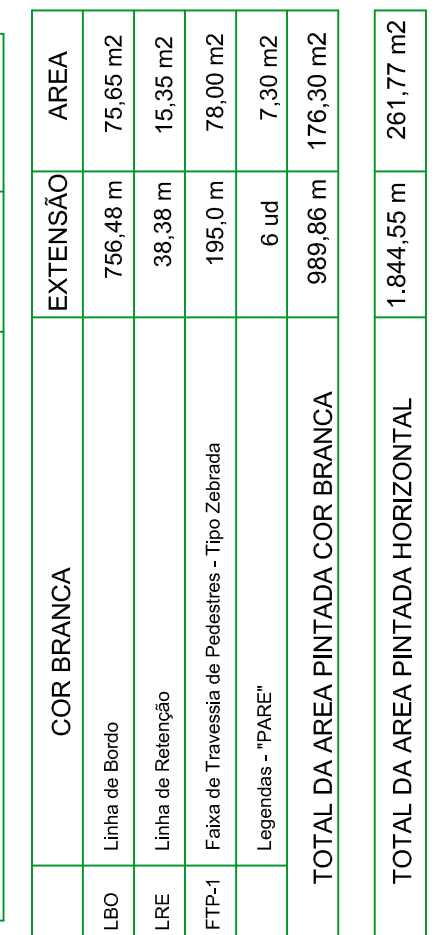 COR BRANCA EXTENSÃO AREA
LBO Linha de Bordo 756,48 m 75,65 m2
LRE Linha de Retenção 38,38 m 15,35 m2
FTP-1 Faixa de Travessia de Pedestres - Tipo Zebrada 195,0 m 78,00 m2
Legendas - "PARE" 6 ud 7,30 m2
TOTAL DA AREA PINTADA COR BRANCA 989,86 m 176,30 m2
TOTAL DA AREA PINTADA HORIZONTAL 1.844,55 m 261,77 m2